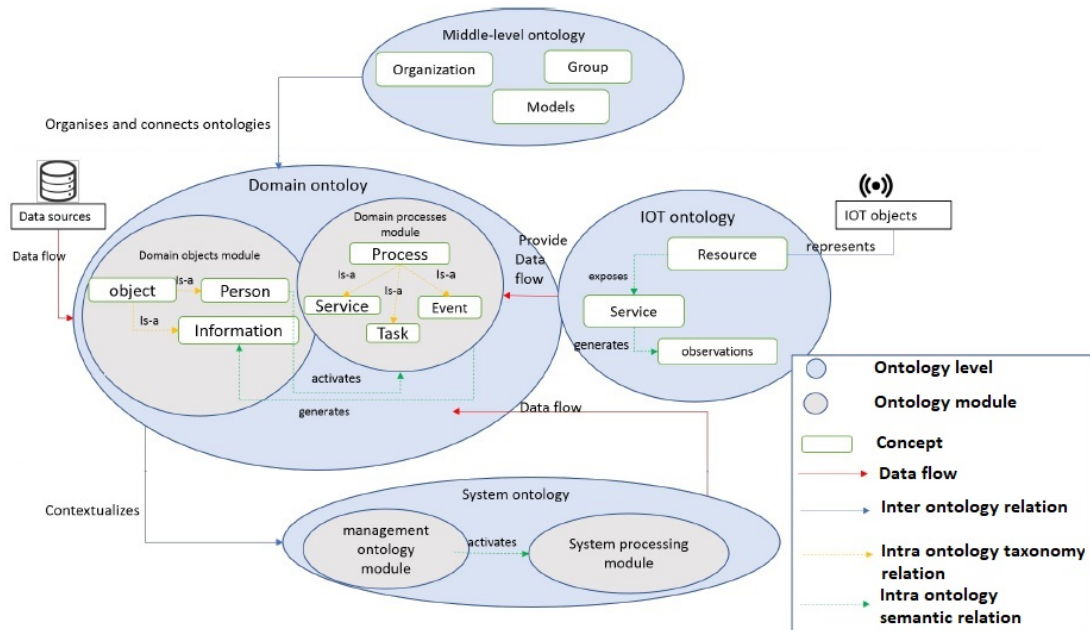 Middle-level ontology
Organization
Group
Models
Organises and connects ontologies
Data sources
Data flow
Domain ontoloy
Domain objects module
object
Is-a
Person
Is-a
Information
Domain processes
module
Process
Is-a
Is-a
Is-a
Service
Event
Task
activates
generates
Provide
Data
flow
IOT ontology
IOT objects
represents
Resource
exposes
Service
generates
observations
Data flow
Contextualizes
System ontology
management
ontology
module
activates
System processing
module
Ontology level
Ontology module
Concept
Data flow
Inter ontology relation
Intra ontology taxonomy
relation
Intra ontology
semantic relation